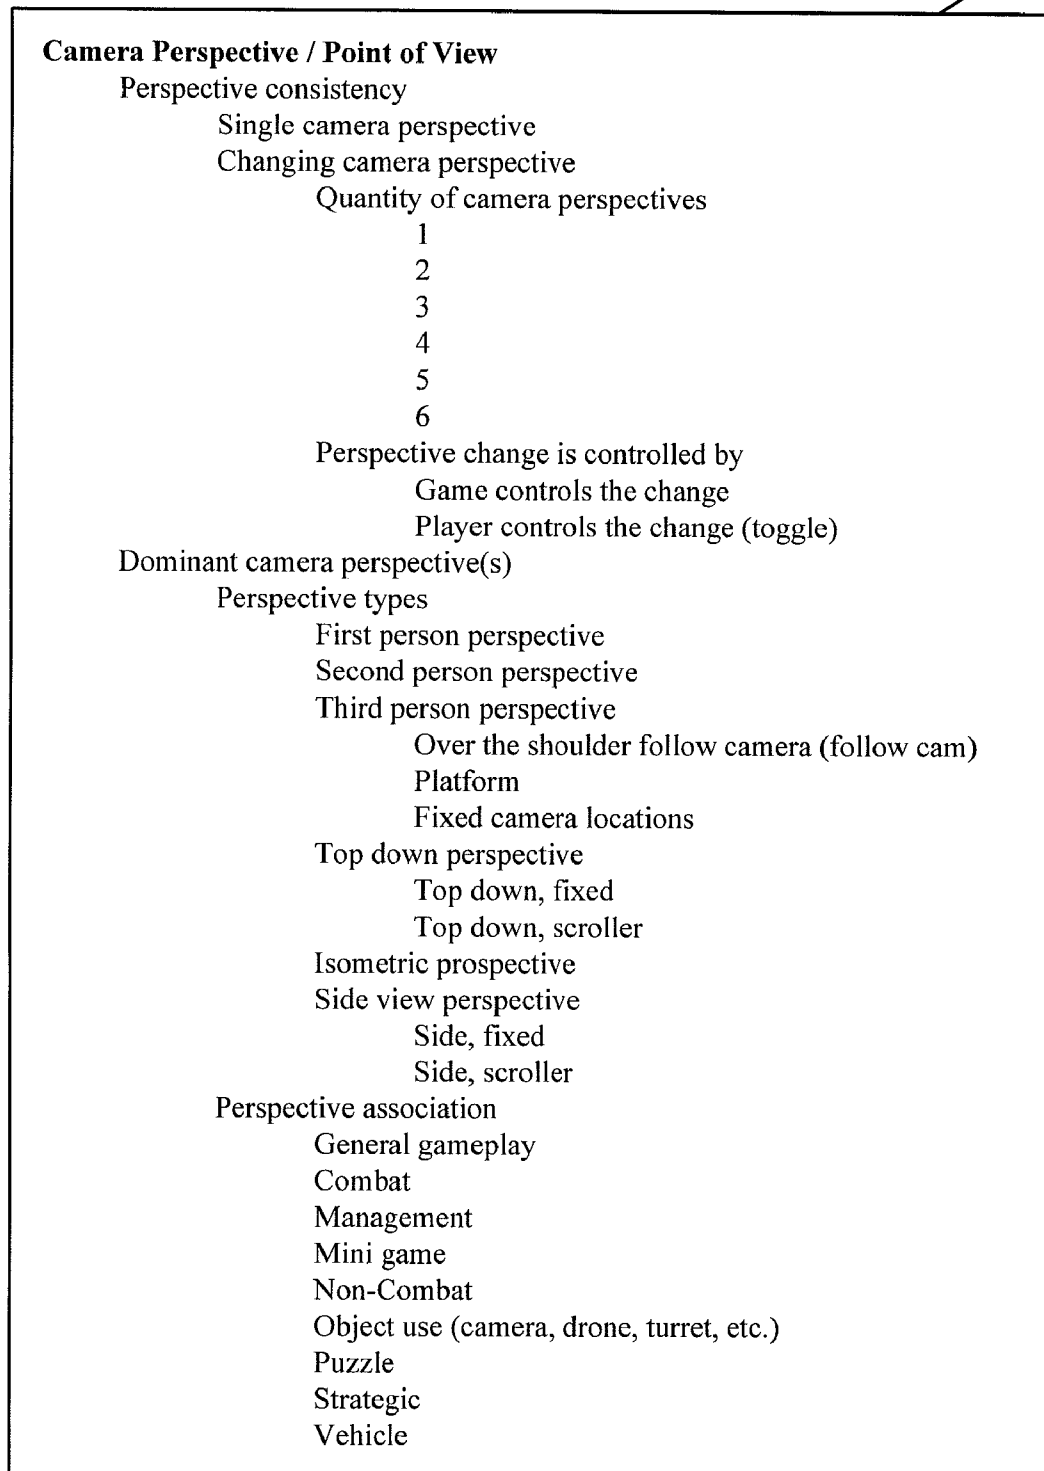 Camera Perspective / Point of View
Perspective consistency
Single camera perspective
Changing camera perspective
Quantity of camera perspectives
1
2
3
4
5
6
Perspective change is controlled by
Game controls the change
Player controls the change (toggle)
Dominant camera perspective(s)
Perspective types
First person perspective
Second person perspective
Third person perspective
Over the shoulder follow camera (follow cam)
Platform
Fixed camera locations
Top down perspective
Top down, fixed
Top down, scroller
Isometric prospective
Side view perspective
Side, fixed
Side, scroller
Perspective association
General gameplay
Combat
Management
Mini game
Non-Combat
Object use (camera, drone, turret, etc.)
Puzzle
Strategic
Vehicle